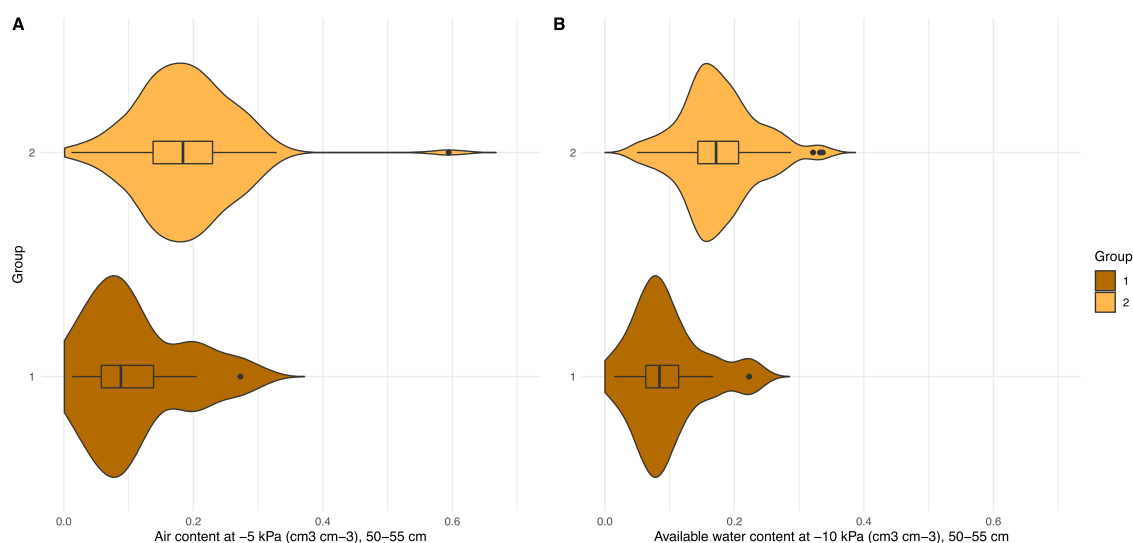 A
B
2
1
Group
0.0
0.2
0.4
0.6
Air content at −5 kPa (cm3 cm−3), 50−55 cm
2
1
0.0
0.2
0.4
0.6
Available water content at −10 kPa (cm3 cm−3), 50−55 cm
Group
1
2